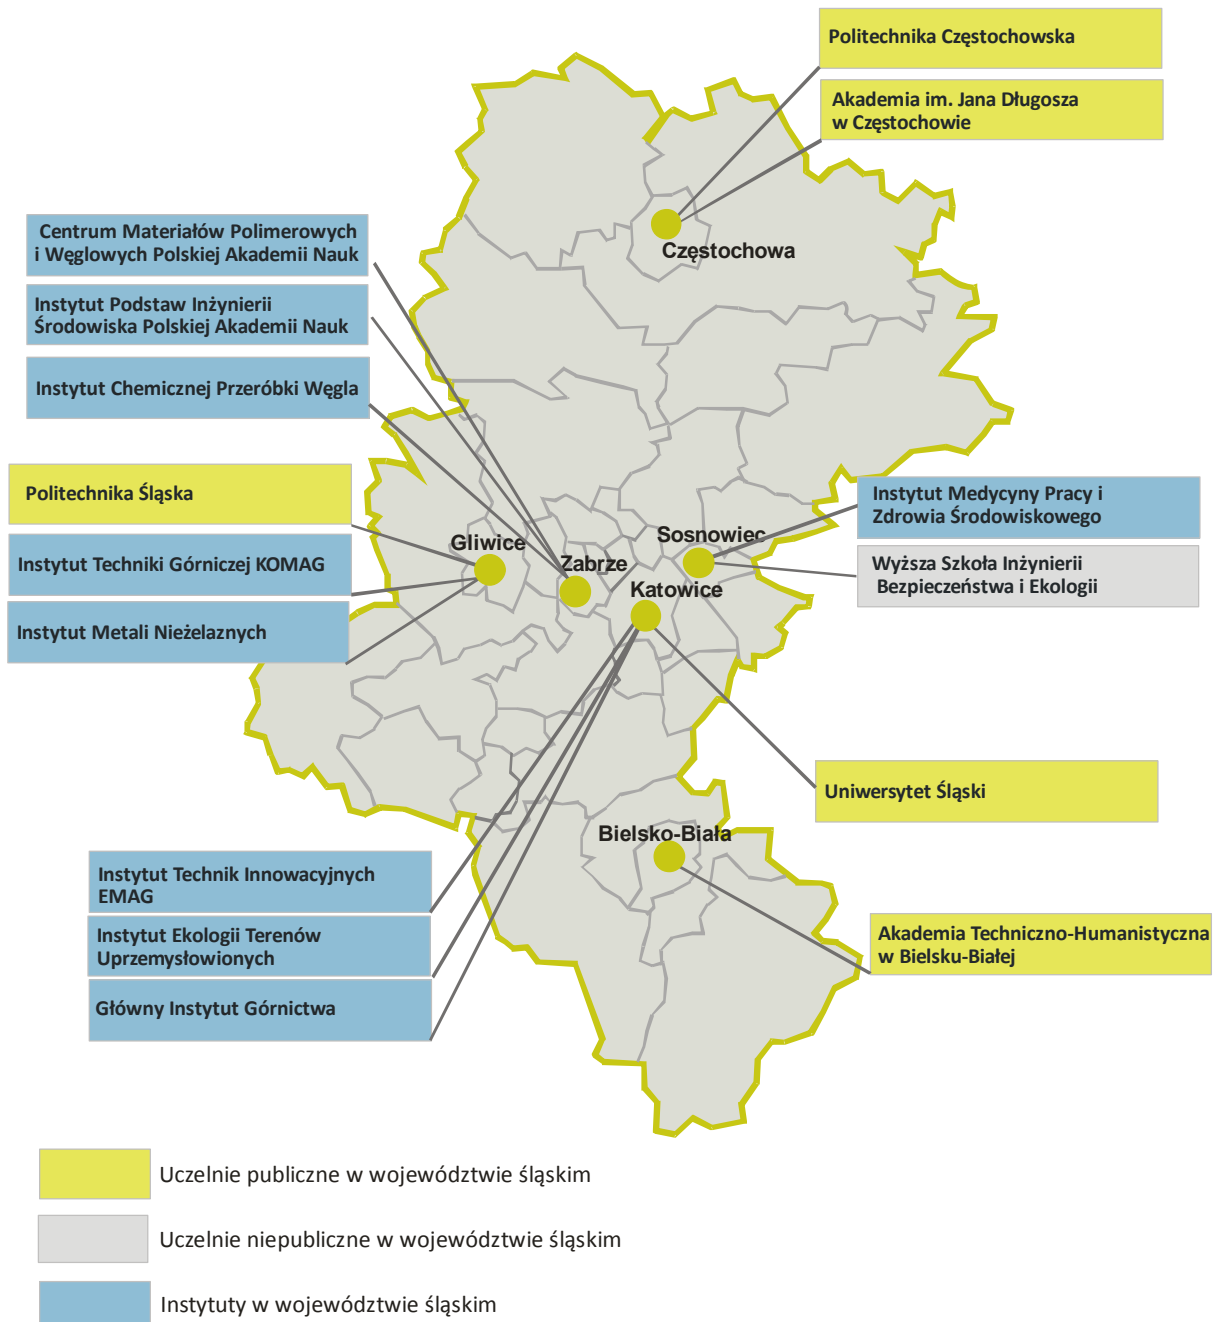 Politechnika Częstochowska
Akademia im. Jana Długosza
w Częstochowie
Centrum Materiałów Polimerowych
i Węglowych Polskiej Akademii Nauk
Częstochowa
Instytut Podstaw Inżynierii
Środowiska Polskiej Akademii Nauk
Instytut Chemicznej Przeróbki Węgla
Politechnika Śląska
Instytut Medycyny Pracy i
Zdrowia Środowiskowego
Gliwice
Zabrze
Sosnowiec
Katowice
Instytut Techniki Górniczej KOMAG
Wyższa Szkoła Inżynierii
Bezpieczeństwa i Ekologii
Instytut Metali Nieżelaznych
Uniwersytet Śląski
Bielsko-Biała
Instytut Technik Innowacyjnych
EMAG
Instytut Ekologii Terenów
Uprzemysłowionych
Akademia Techniczno-Humanistyczna
w Bielsku-Białej
Główny Instytut Górnictwa
Uczelnie publiczne w województwie śląskim
Uczelnie niepubliczne w województwie śląskim
Instytuty w województwie śląskim